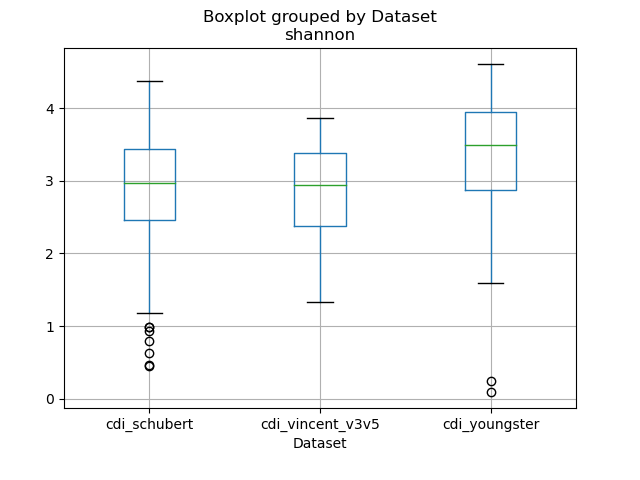 Boxplot grouped by Dataset
shannon
4
3
2
1
0
cdi_schubert
cdi_vincent_v3v5
cdi_youngster
Dataset